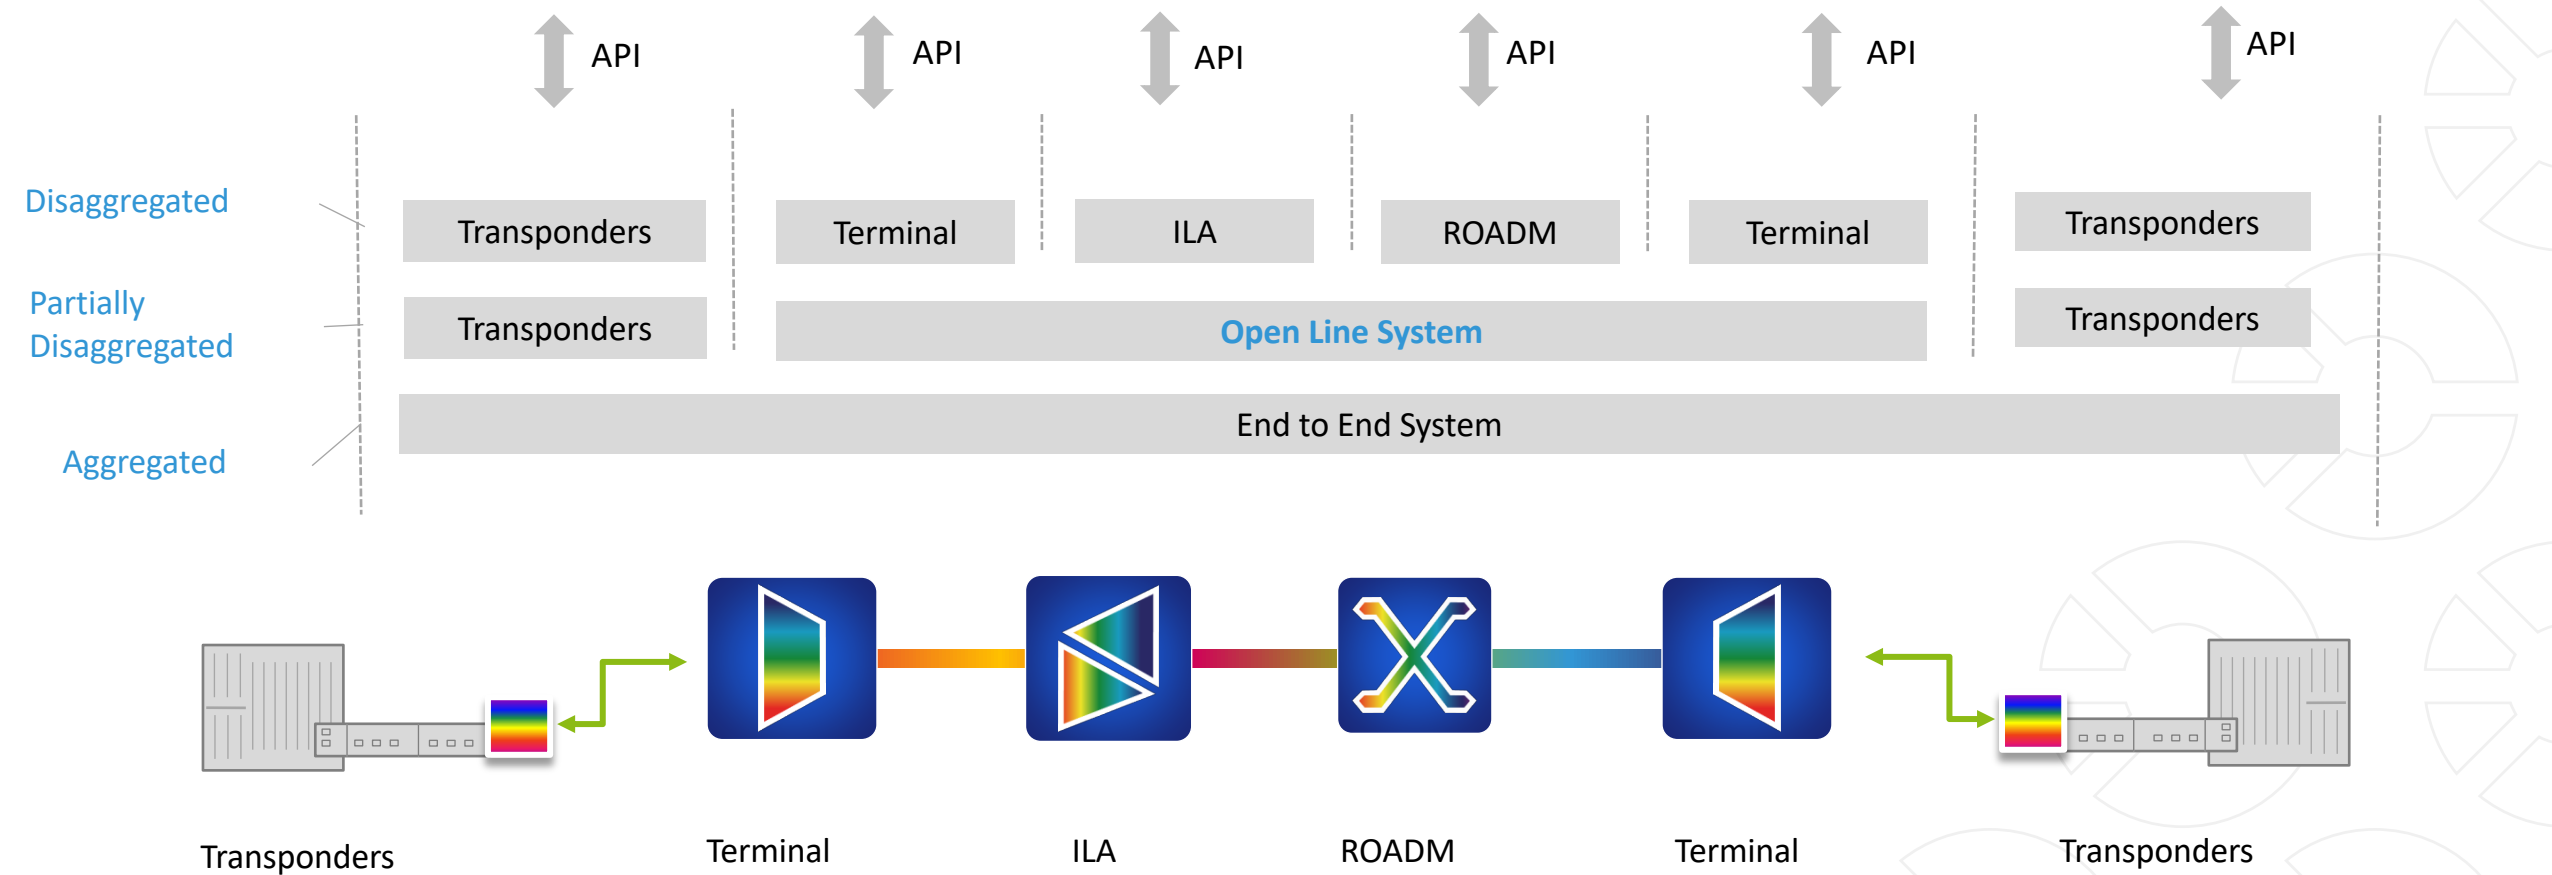 API
API
API
API
API
API
Disaggregated
Transponders
Terminal
ILA
ROADM
Terminal
Transponders
Partially
Disaggregated
Transponders
Open Line System
Transponders
Aggregated
End to End System
Transponders
Terminal
ILA
ROADM
Terminal
Transponders